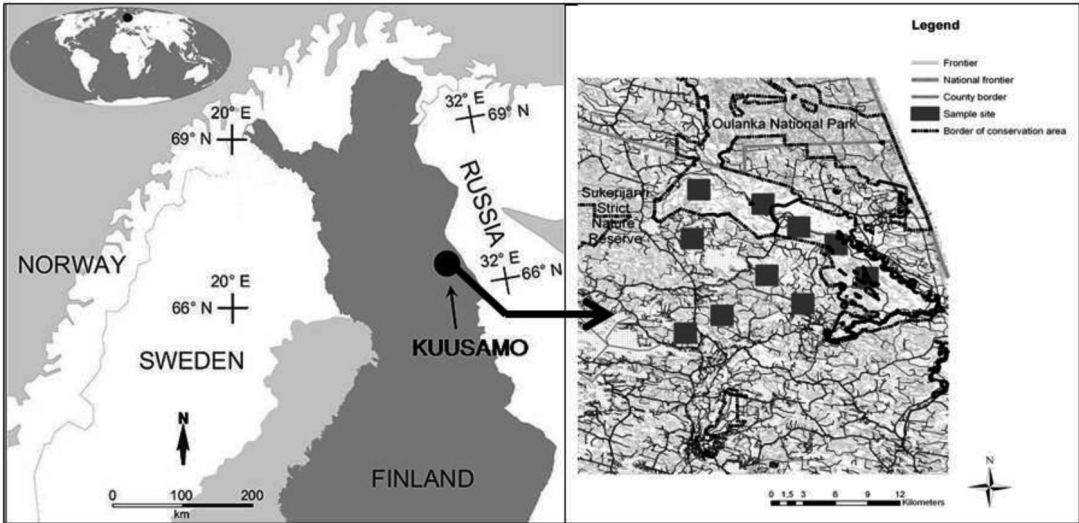 20° E
69° N
32° E
69° N
RUSSIA
NORWAY
20° E
66° N
32° E
66° N
KUUSAMO
SWEDEN
N
FINLAND
0 100 200
km
Legend
Frontier
National frontier
County border
Sample site
Border of conservation area
Oulanka National Park
Sukerijärvi
Strict
Nature
Reserve
N
0 1,5 3 6 9 12
Kilometers